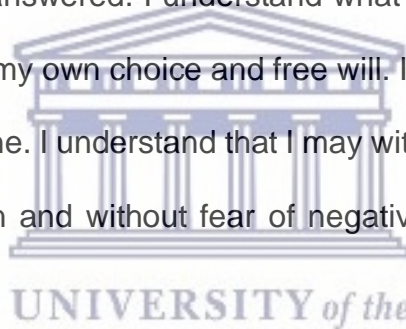 answered. I understand what
my own choice and free will. I
ne. I understand that I may wit
n and without fear of negativ
UNIVERSITY of the